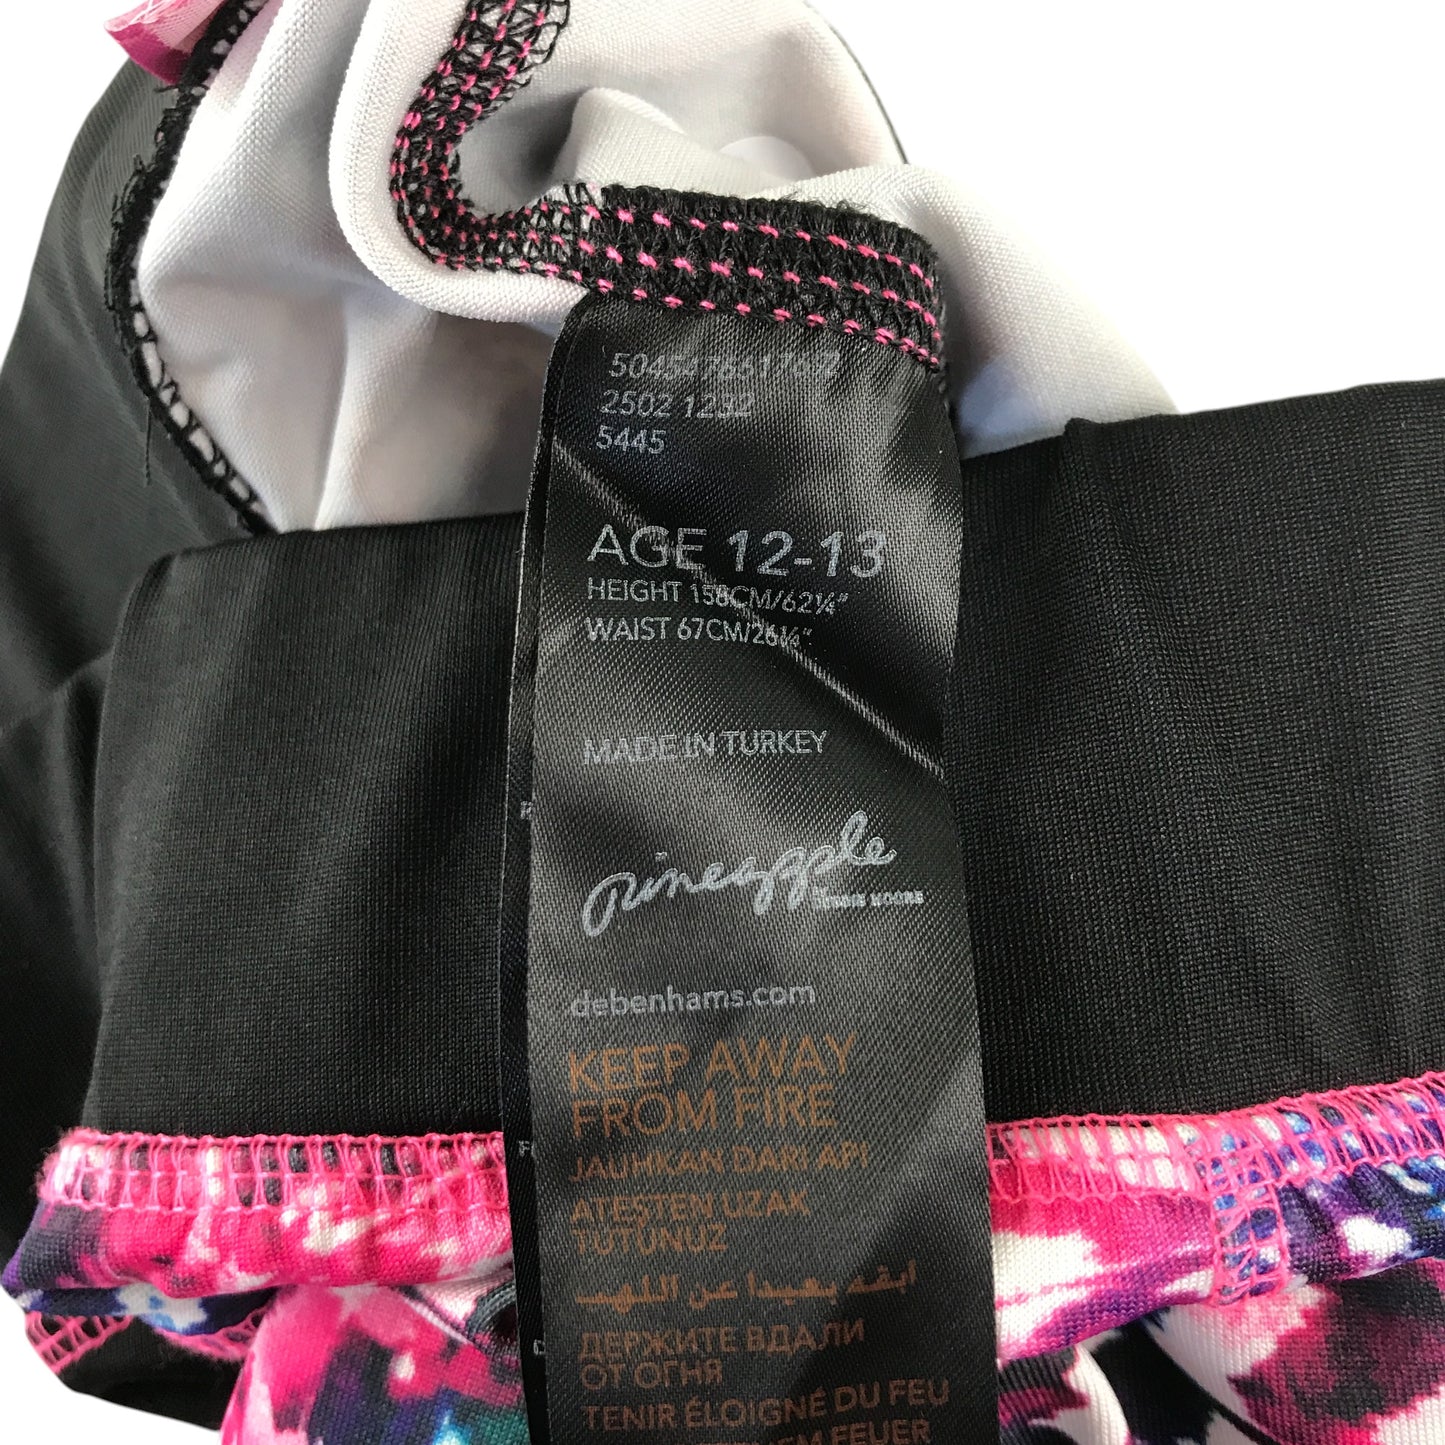 2502 1232
5445
AGE 12-13
HEIGHT 158CM/62¼"
WAIST 67CM/26¼"
MADE IN TURKEY
pineapple
debenhams.com
KEEP AWAY
FROM FIRE
JAUHKAN DARI API
ATEŞTEN UZAK
TUTUNUZ
ابقه بعيدا عن اللهب
ДЕРЖИТЕ ВДАЛИ
ОТ ОГНЯ
TENIR ÉLOIGNÉ DU FEU
FEUER